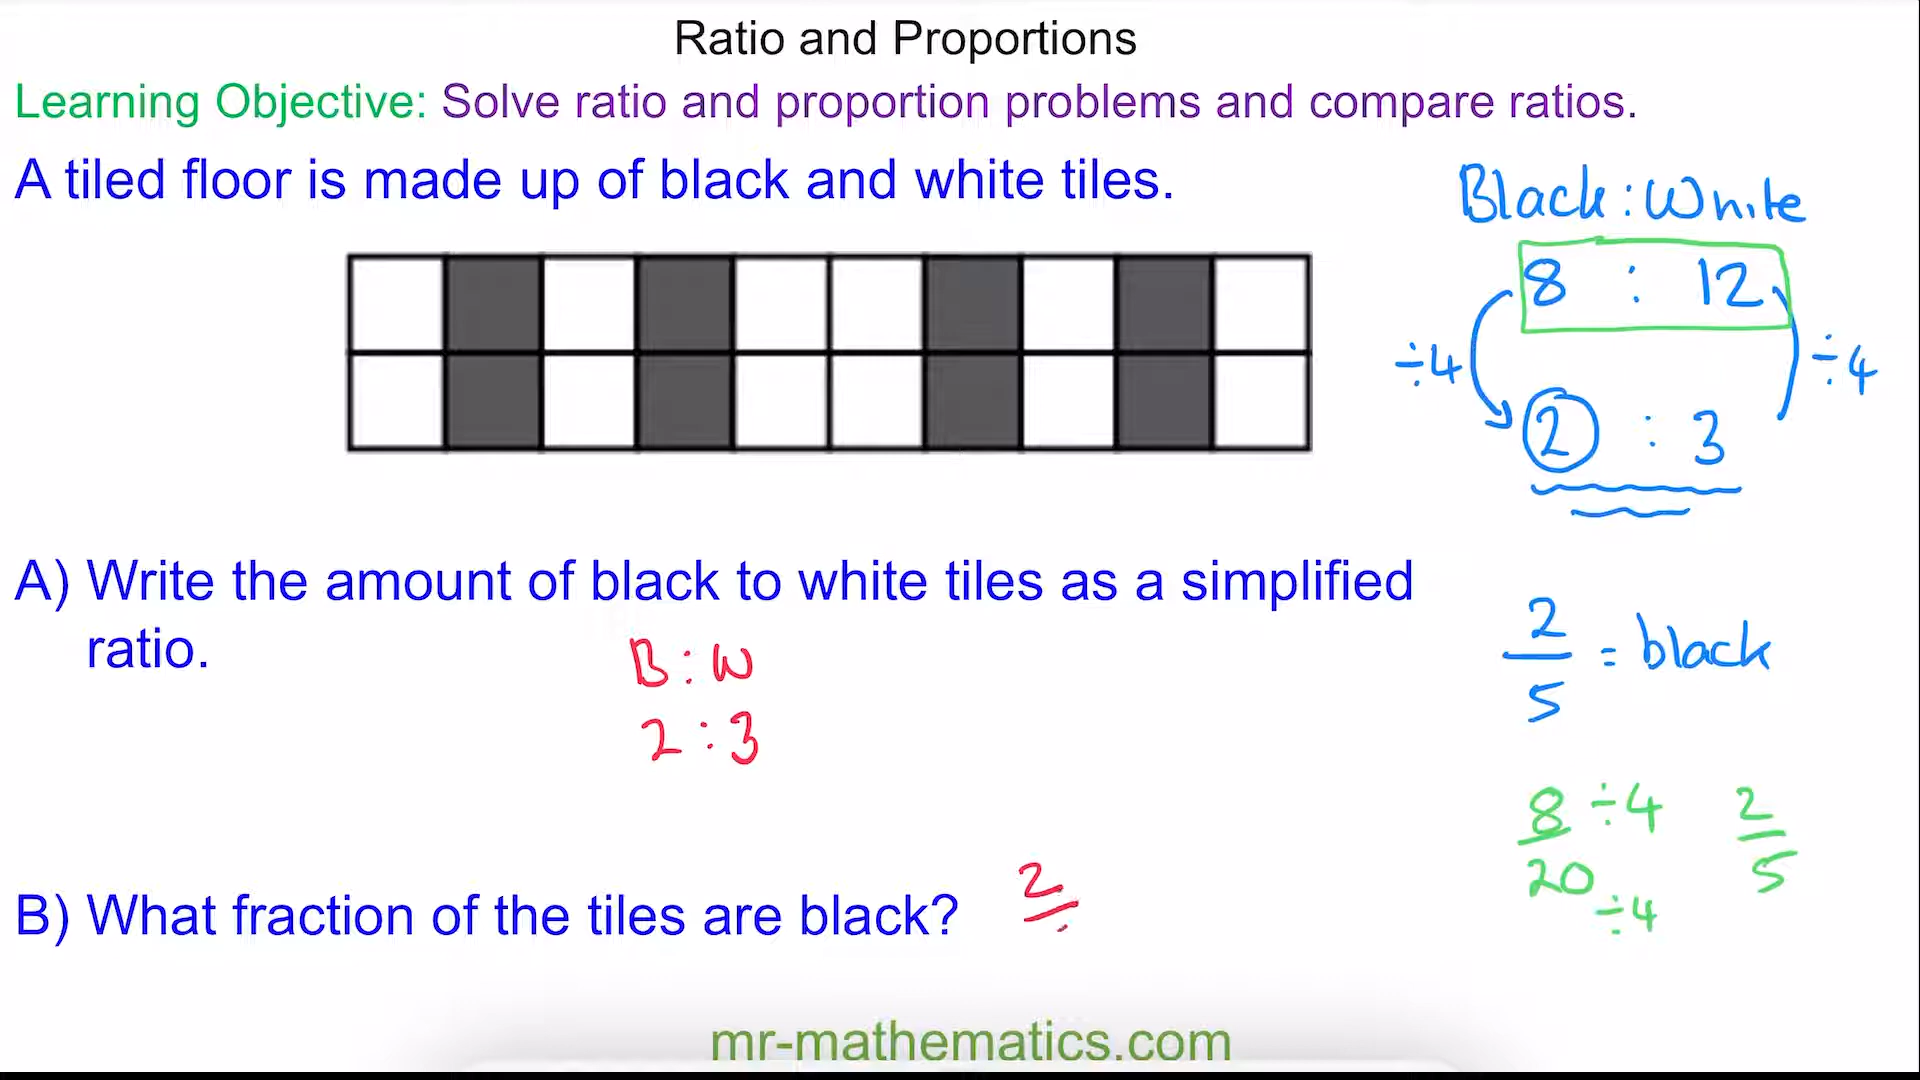 Ratio and Proportions
Learning Objective: Solve ratio and proportion problems and compare ratios.
A tiled floor is made up of black and white tiles.
Black : White
8 : 12
÷4 ÷4
2 : 3
A) Write the amount of black to white tiles as a simplified
ratio.
B : W
2 : 3
2/5 = black
8/20 ÷4 ÷4 2/5
B) What fraction of the tiles are black? 2
mr-mathematics.com